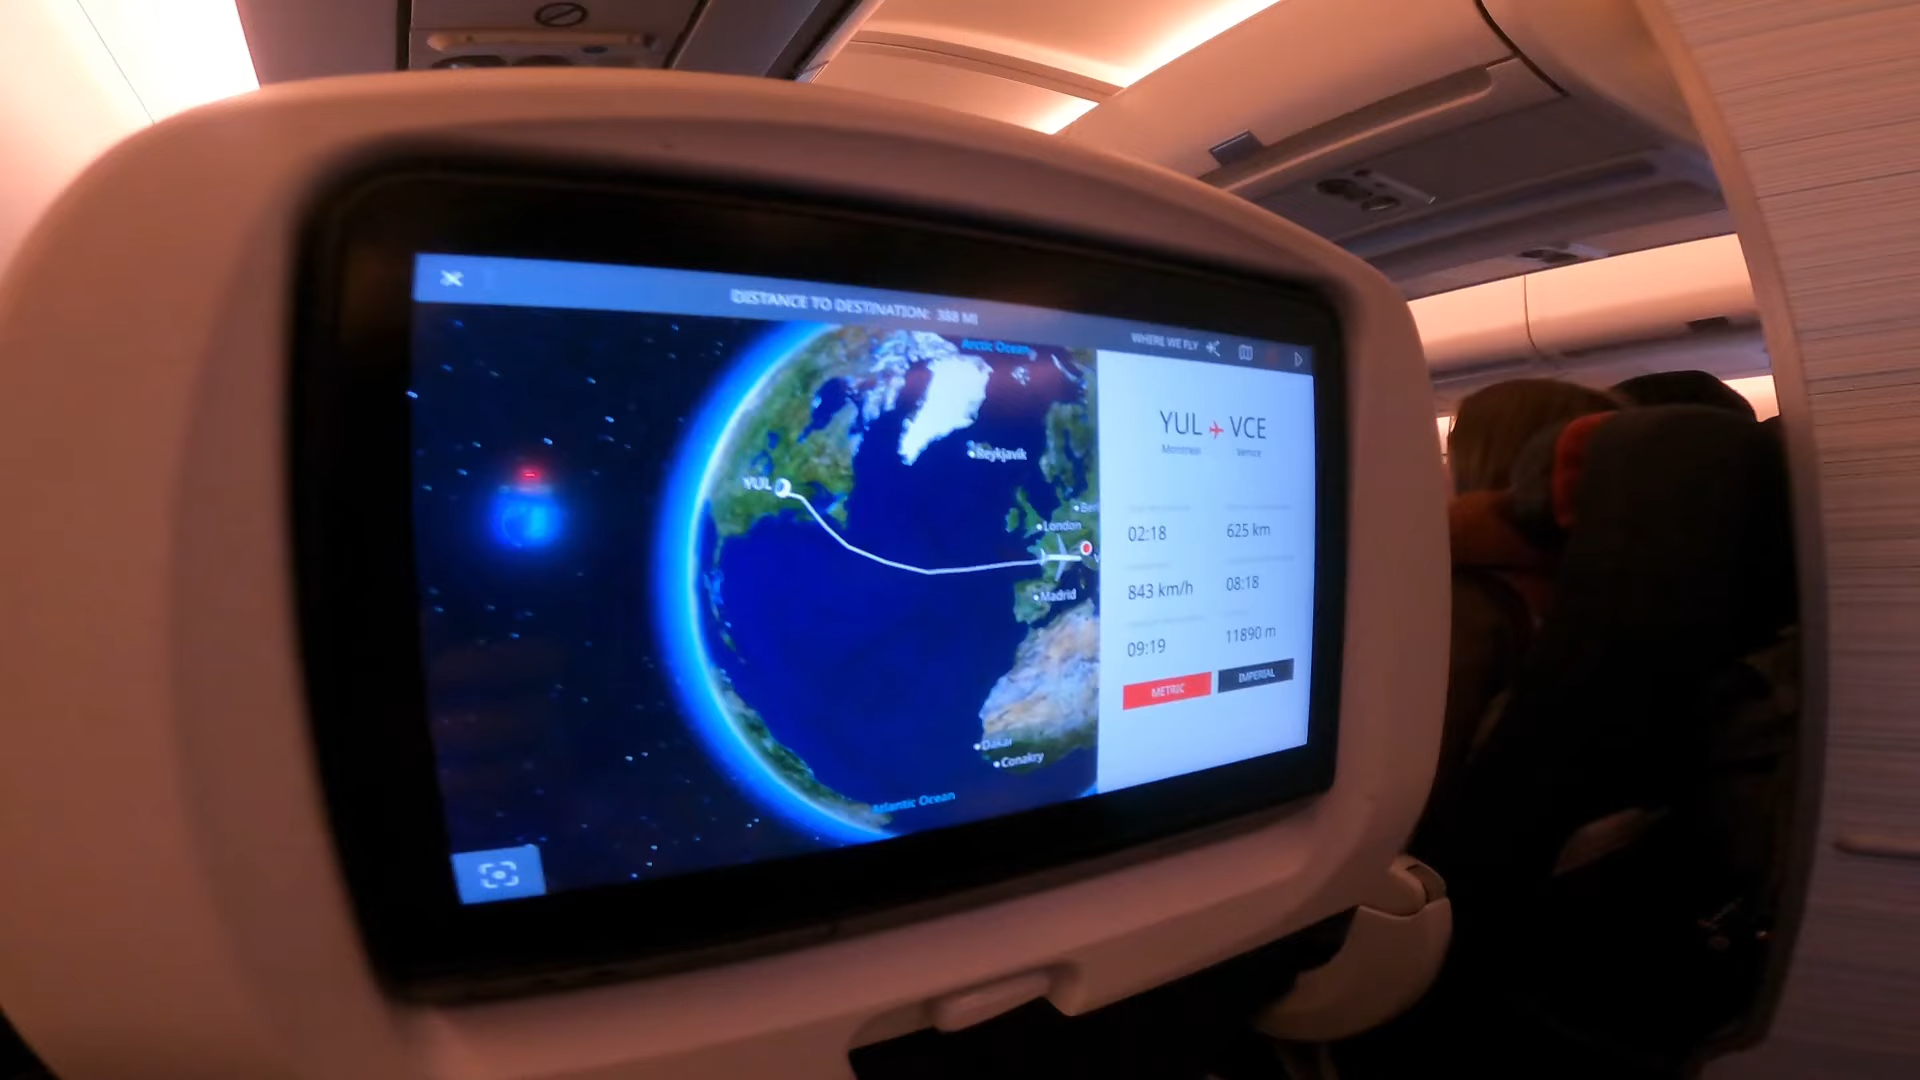 DISTANCE TO DESTINATION: 388 MI
WHERE WE FLY
Arctic Ocean
Reykjavik
YUL
London
Madrid
Dakar
Conakry
Atlantic Ocean
YUL VCE
Montreal Venice
02:18 625 km
843 km/h 08:18
09:19 11890 m
METRIC IMPERIAL